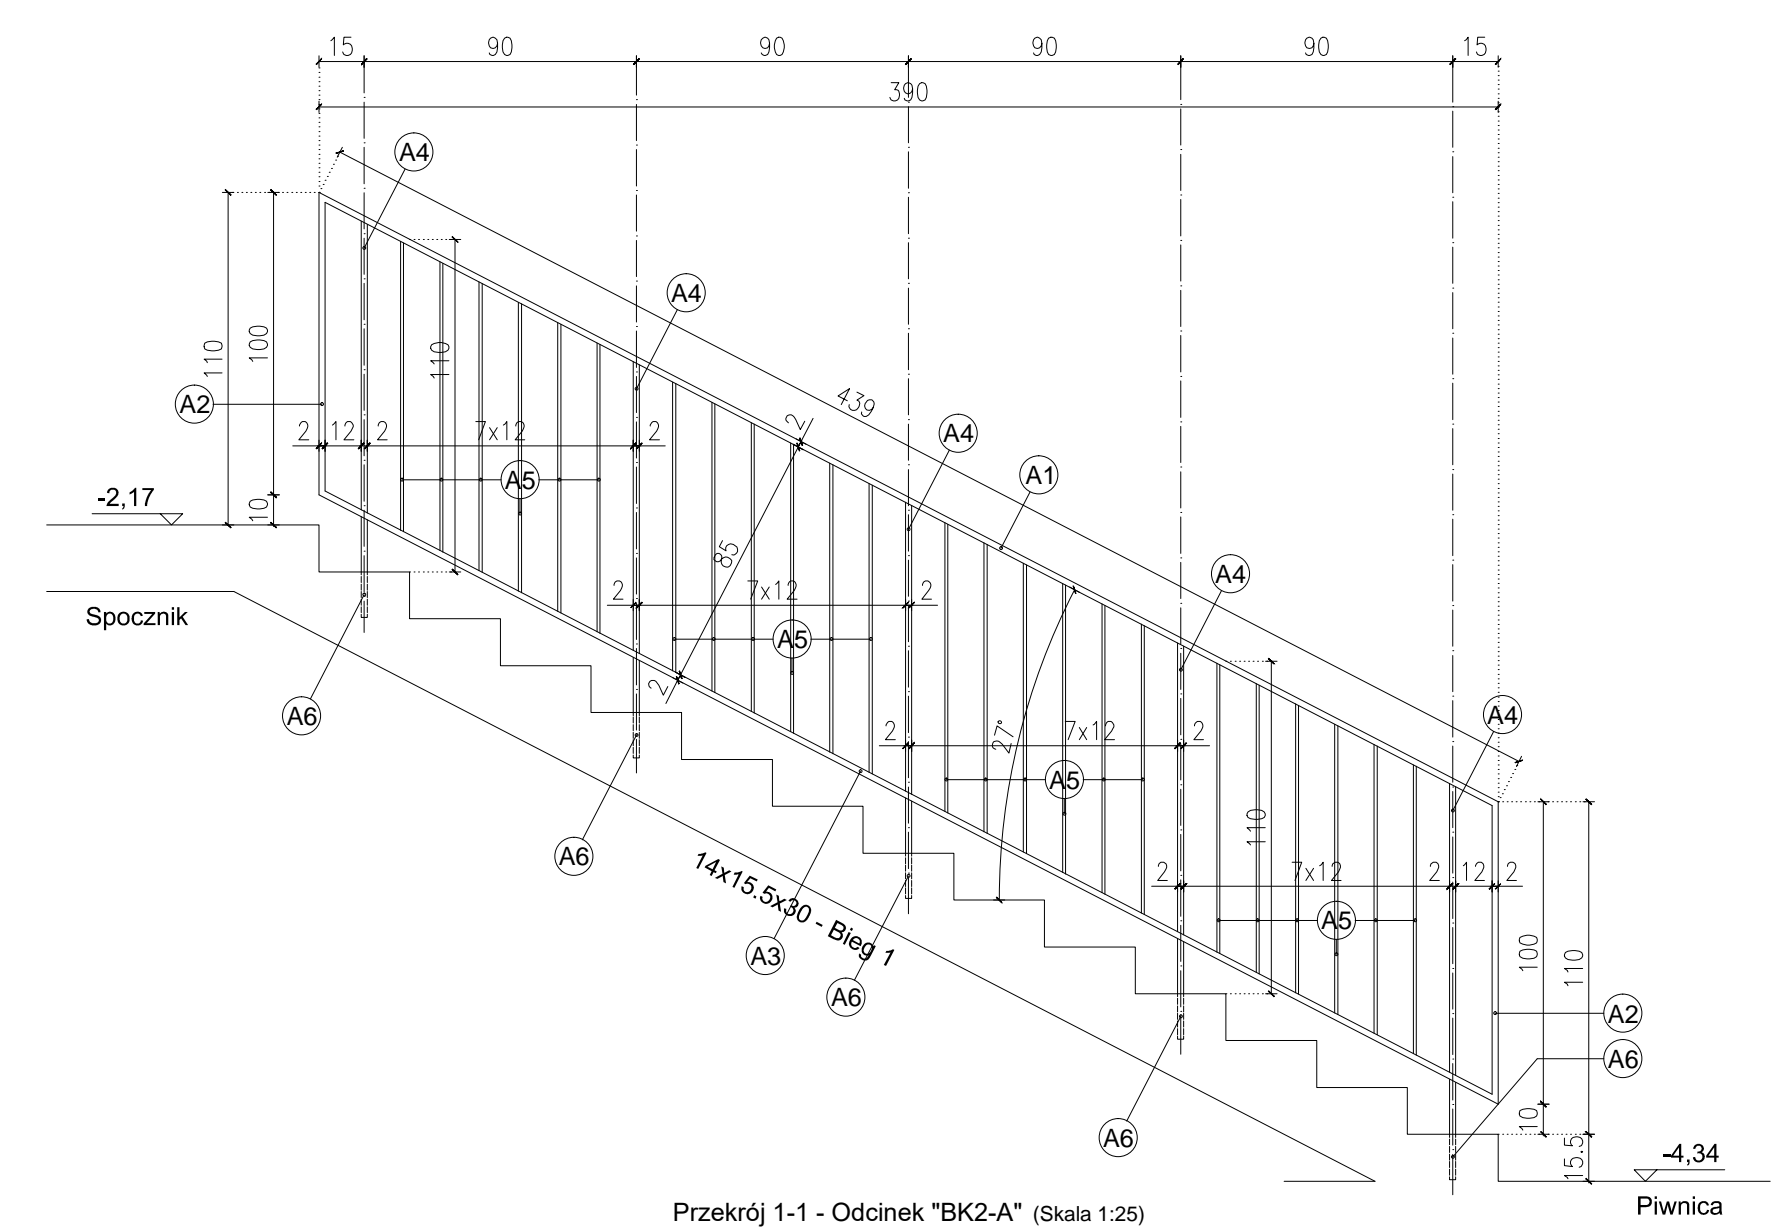 15 90 90 90 90 15
390
A4
110 100
110
A4
439
2
A2
2 12 2 7x12 2
A4
A1
A5
-2,17
10
85
A4
2 7x12 2
Spocznik
A5
2
A6
A4
2 7x12 2
27°
A5
110
A6
2 7x12 2 12 2
14x15.5x30 - Bieg 1
A5
A3
100 110
A6
A2
A6
10
A6
15.5
-4,34
Piwnica
Przekrój 1-1 - Odcinek "BK2-A" (Skala 1:25)